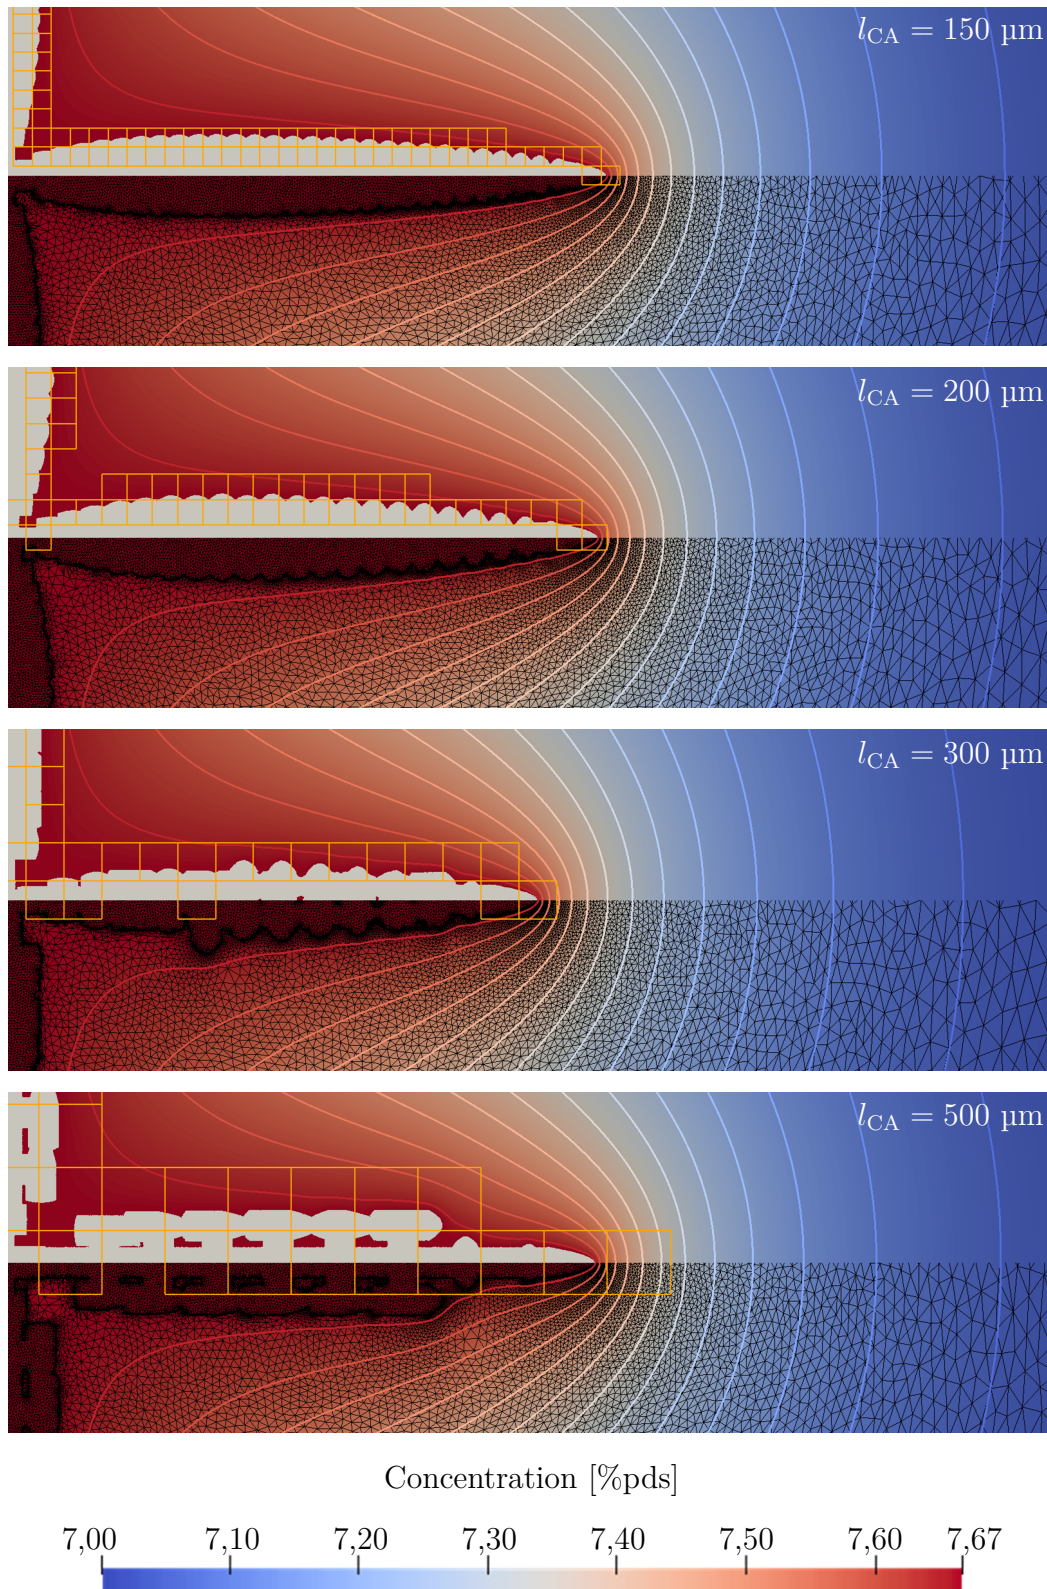 l_CA = 150 µm
l_CA = 200 µm
l_CA = 300 µm
l_CA = 500 µm
Concentration [%pds]
7,00 7,10 7,20 7,30 7,40 7,50 7,60 7,67